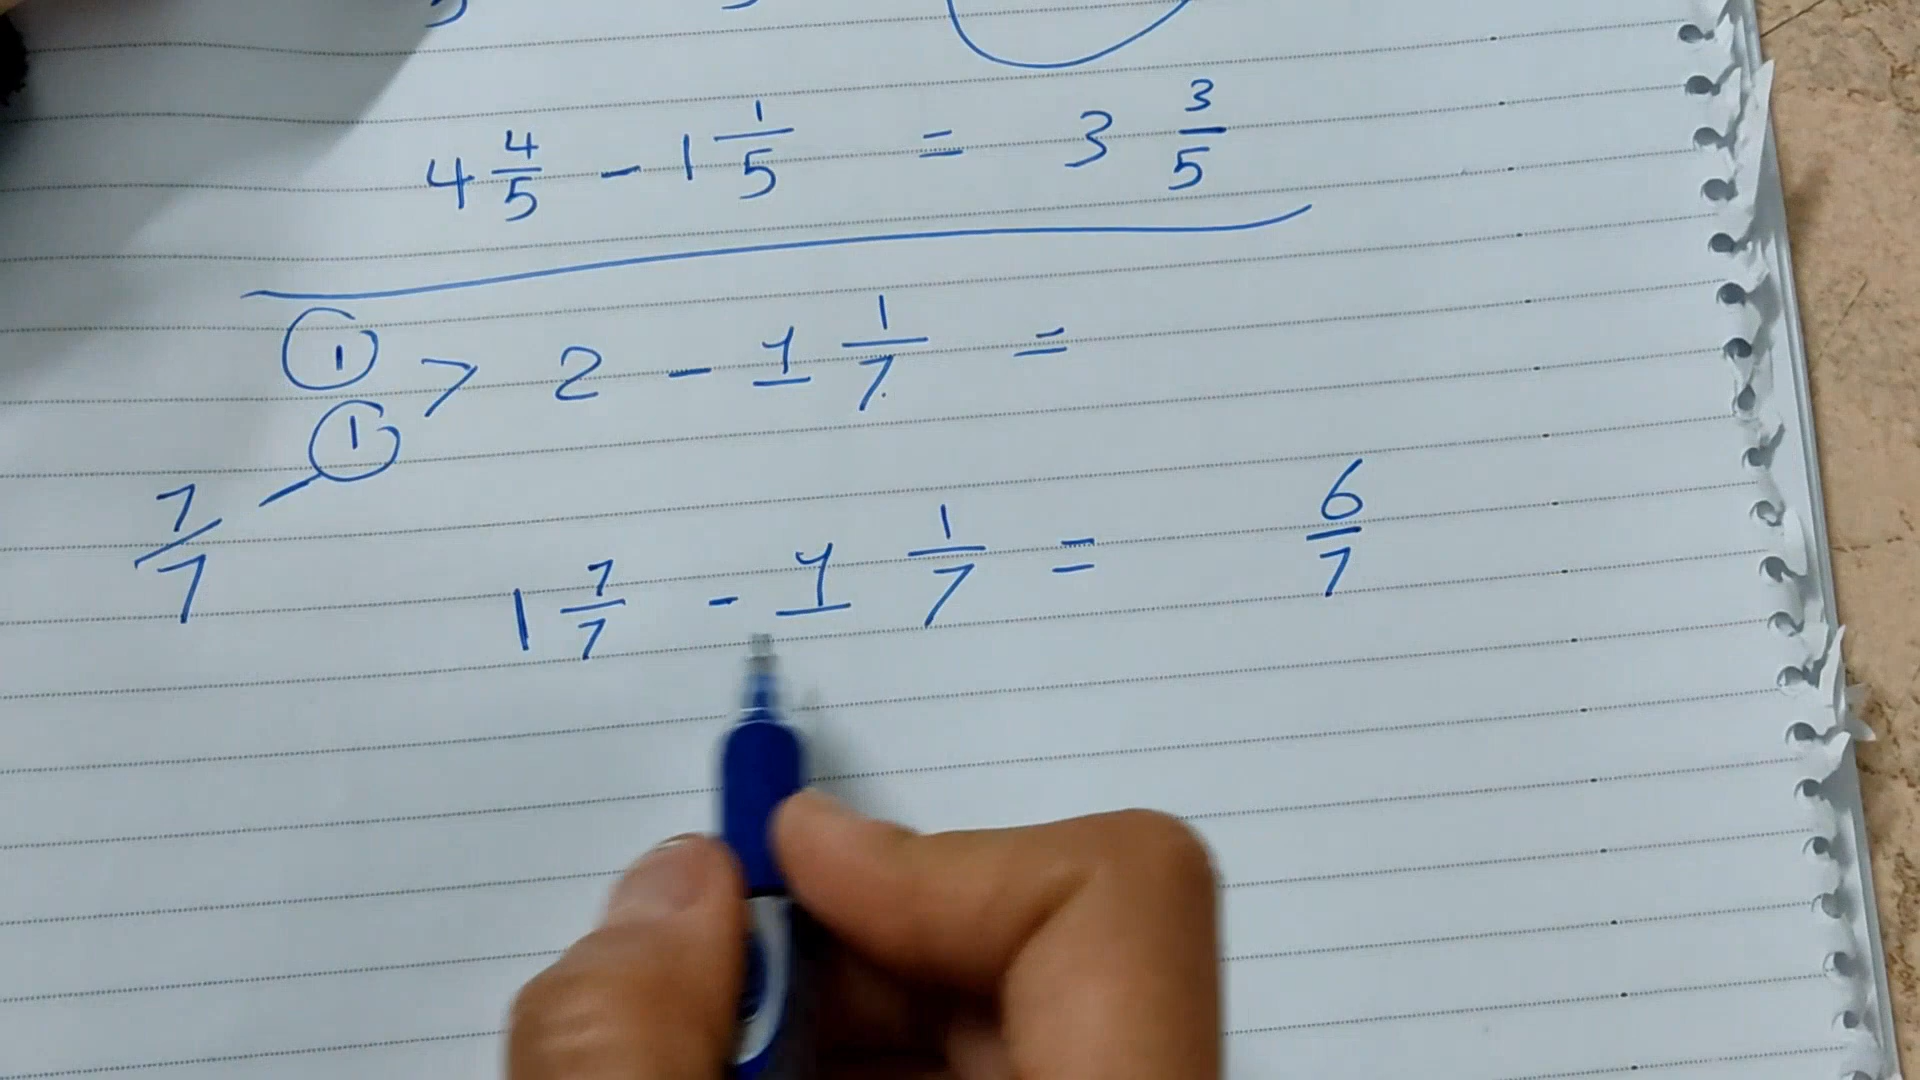 4 4/5 - 1 1/5 = 3 3/5
1
> 2 - 1 1/7 =
1
7/7
1 7/7 - 1 1/7 = 6/7